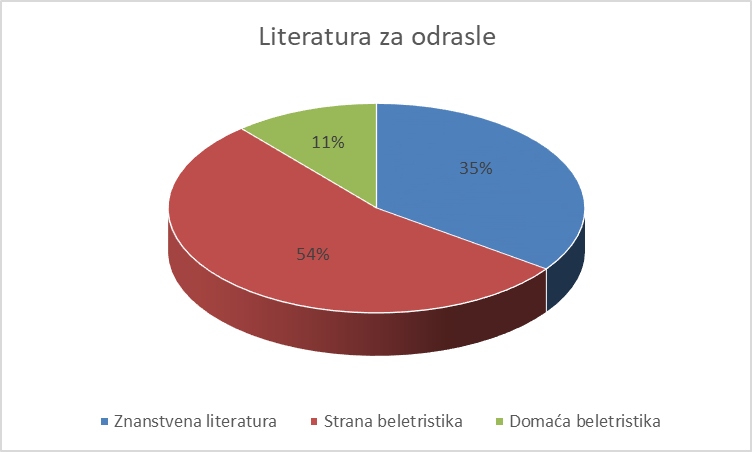 Literatura za odrasle
11%
35%
54%
Znanstvena literatura
Strana beletristika
Domaća beletristika